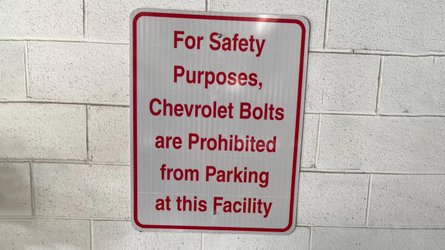 For Safety
Purposes,
Chevrolet Bolts
are Prohibited
from Parking
at this Facility